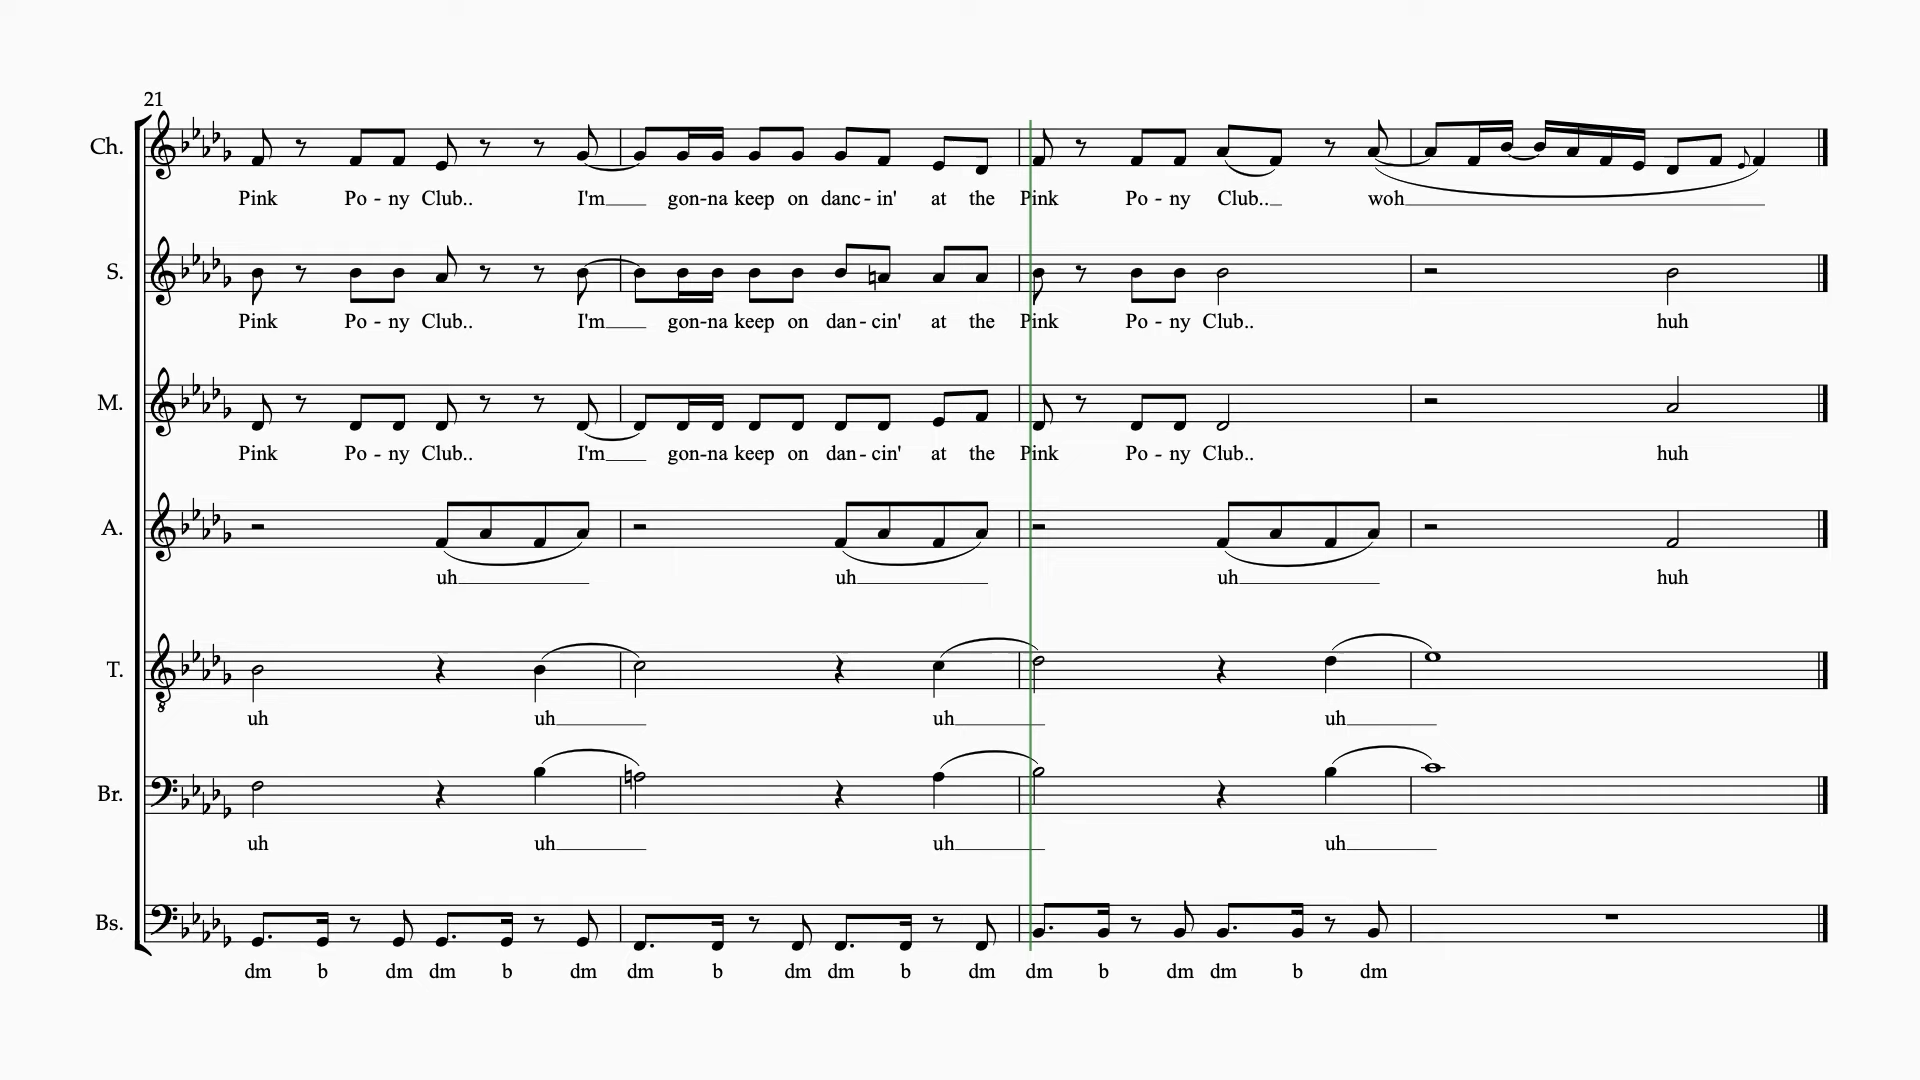 21
Ch.
Pink Po - ny Club.. I'm gon-na keep on danc - in' at the Pink Po - ny Club.. woh
S.
Pink Po - ny Club.. I'm gon-na keep on dan - cin' at the Pink Po - ny Club.. huh
M.
Pink Po - ny Club.. I'm gon-na keep on dan - cin' at the Pink Po - ny Club.. huh
A.
uh uh uh huh
T.
uh uh uh uh
Br.
uh uh uh uh
Bs.
dm b dm dm b dm dm b dm dm b dm dm b dm dm b dm